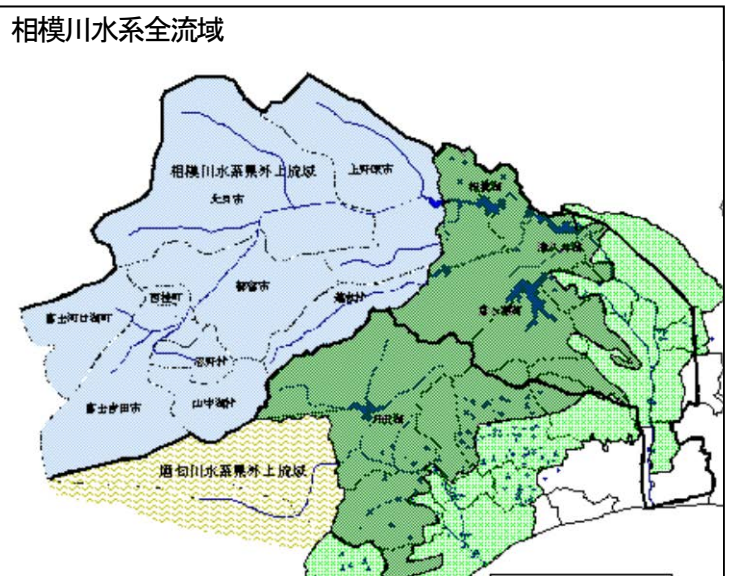 相模川水系全流域
相模川水系県外上流域
上野原市
大月市
相模湖
津久井湖
都留市
道志村
西桂町
宮ヶ瀬湖
富士河口湖町
忍野村
富士吉田市
山中湖村
丹沢湖
酒匂川水系県外上流域